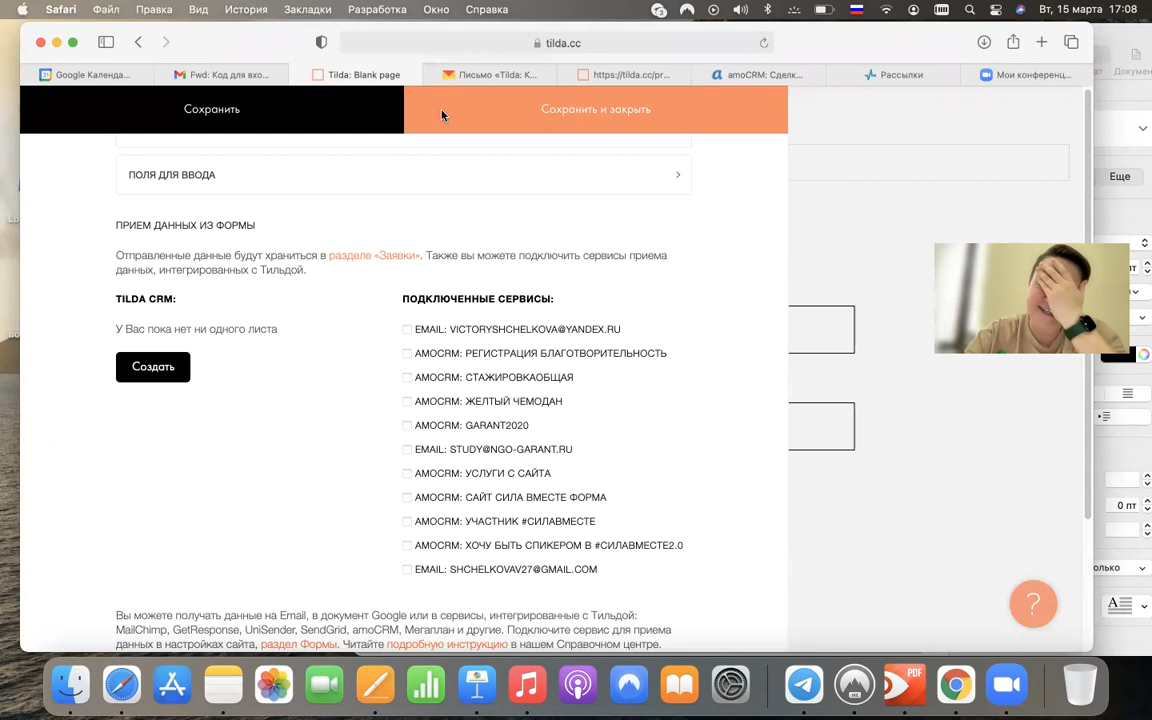 Safari Файл Правка Вид История Закладки Разработка Окно Справка Вт, 15 марта 17:08
tilda.cc
Google Календа... Fwd: Код для вхо... Tilda: Blank page Письмо «Tilda: К... https://tilda.cc/pr... amoCRM: Сделк... Рассылки Мои конференц...
Сохранить Сохранить и закрыть
Еще
ПОЛЯ ДЛЯ ВВОДА
ПРИЕМ ДАННЫХ ИЗ ФОРМЫ
Отправленные данные будут храниться в разделе «Заявки». Также вы можете подключить сервисы приема
данных, интегрированных с Тильдой.
TILDA CRM:
У Вас пока нет ни одного листа
Создать
ПОДКЛЮЧЕННЫЕ СЕРВИСЫ:
EMAIL: VICTORYSHCHELKOVA@YANDEX.RU
AMOCRM: РЕГИСТРАЦИЯ БЛАГОТВОРИТЕЛЬНОСТЬ
AMOCRM: СТАЖИРОВКАОБЩАЯ
AMOCRM: ЖЕЛТЫЙ ЧЕМОДАН
AMOCRM: GARANT2020
EMAIL: STUDY@NGO-GARANT.RU
AMOCRM: УСЛУГИ С САЙТА
AMOCRM: САЙТ СИЛА ВМЕСТЕ ФОРМА
AMOCRM: УЧАСТНИК #СИЛАВМЕСТЕ
AMOCRM: ХОЧУ БЫТЬ СПИКЕРОМ В #СИЛАВМЕСТЕ2.0
EMAIL: SHCHELKOVAV27@GMAIL.COM
0 пт
?
Вы можете получать данные на Email, в документ Google или в сервисы, интегрированные с Тильдой:
MailChimp, GetResponse, UniSender, SendGrid, amoCRM, Мегаплан и другие. Подключите сервис для приема
данных в настройках сайта, раздел Формы. Читайте подробную инструкцию в нашем Справочном центре.
PDF